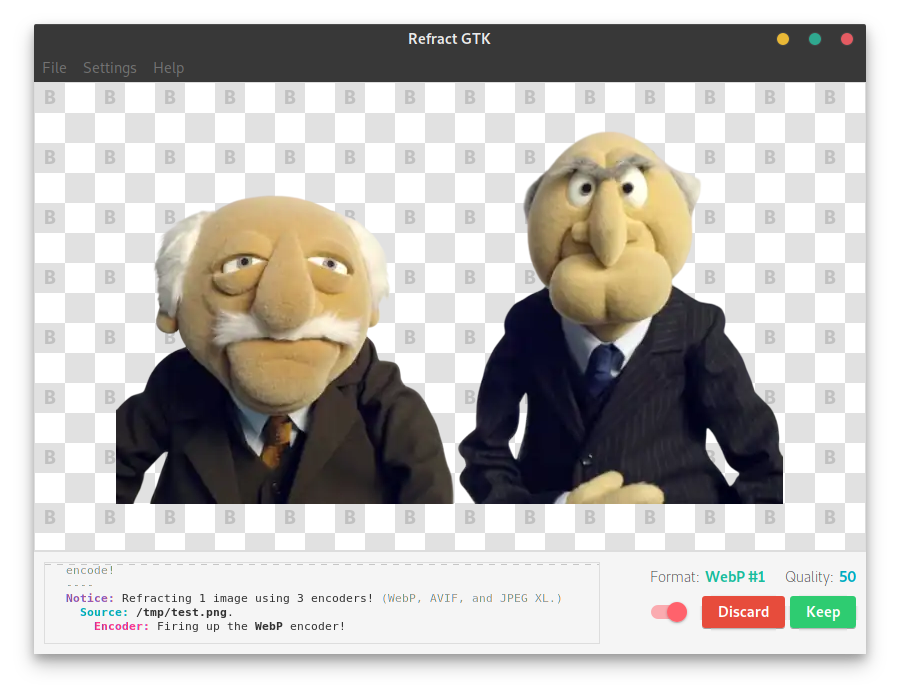 Refract GTK
File Settings Help
B B B B B B B B B B B B B B
B B B B B B B B B B B B B B
B B B B B B B B B B
B B B B B B B
B B B B B B B
B B B B B
B B B B
B B B
B B B B B B B B B B B B B B
encode!
----
Notice: Refracting 1 image using 3 encoders! (WebP, AVIF, and JPEG XL.)
Source: /tmp/test.png.
Encoder: Firing up the WebP encoder!
Format: WebP #1 Quality: 50
Discard Keep